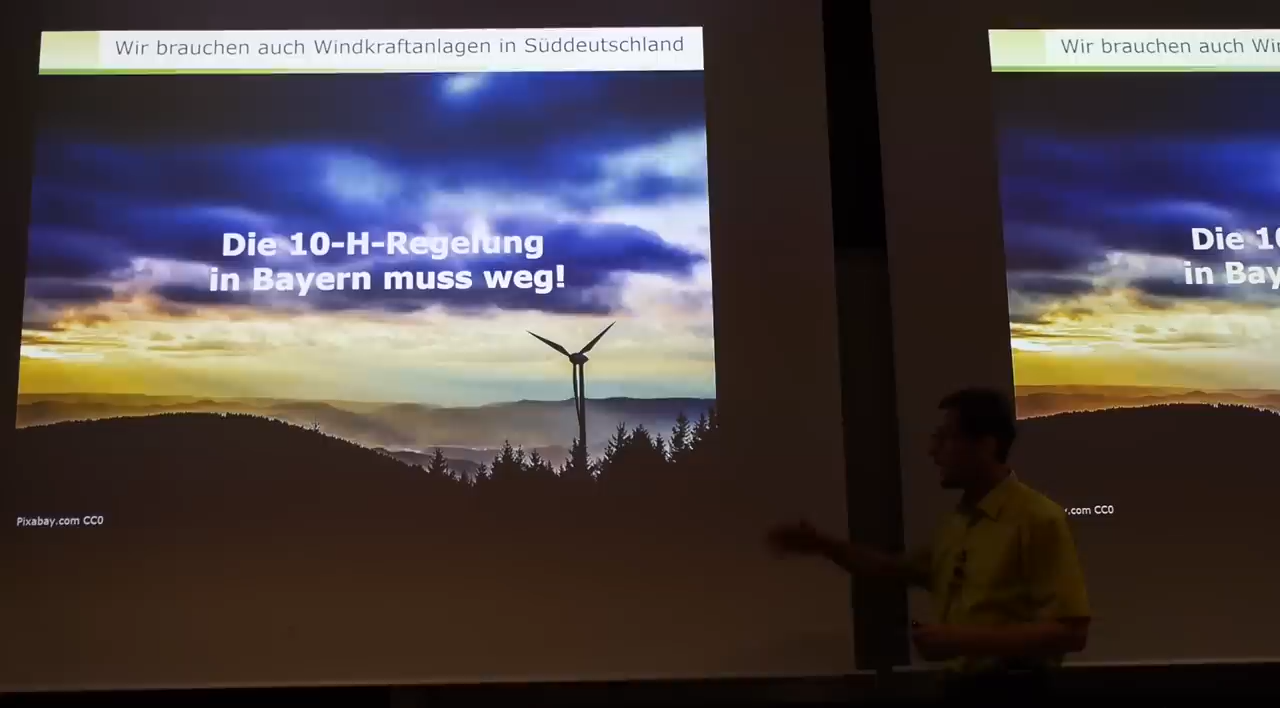 Wir brauchen auch Windkraftanlagen in Süddeutschland
Die 10-H-Regelung
in Bayern muss weg!
Pixabay.com CC0
Wir brauchen auch Wi
Die 1
in Bay
.com CC0